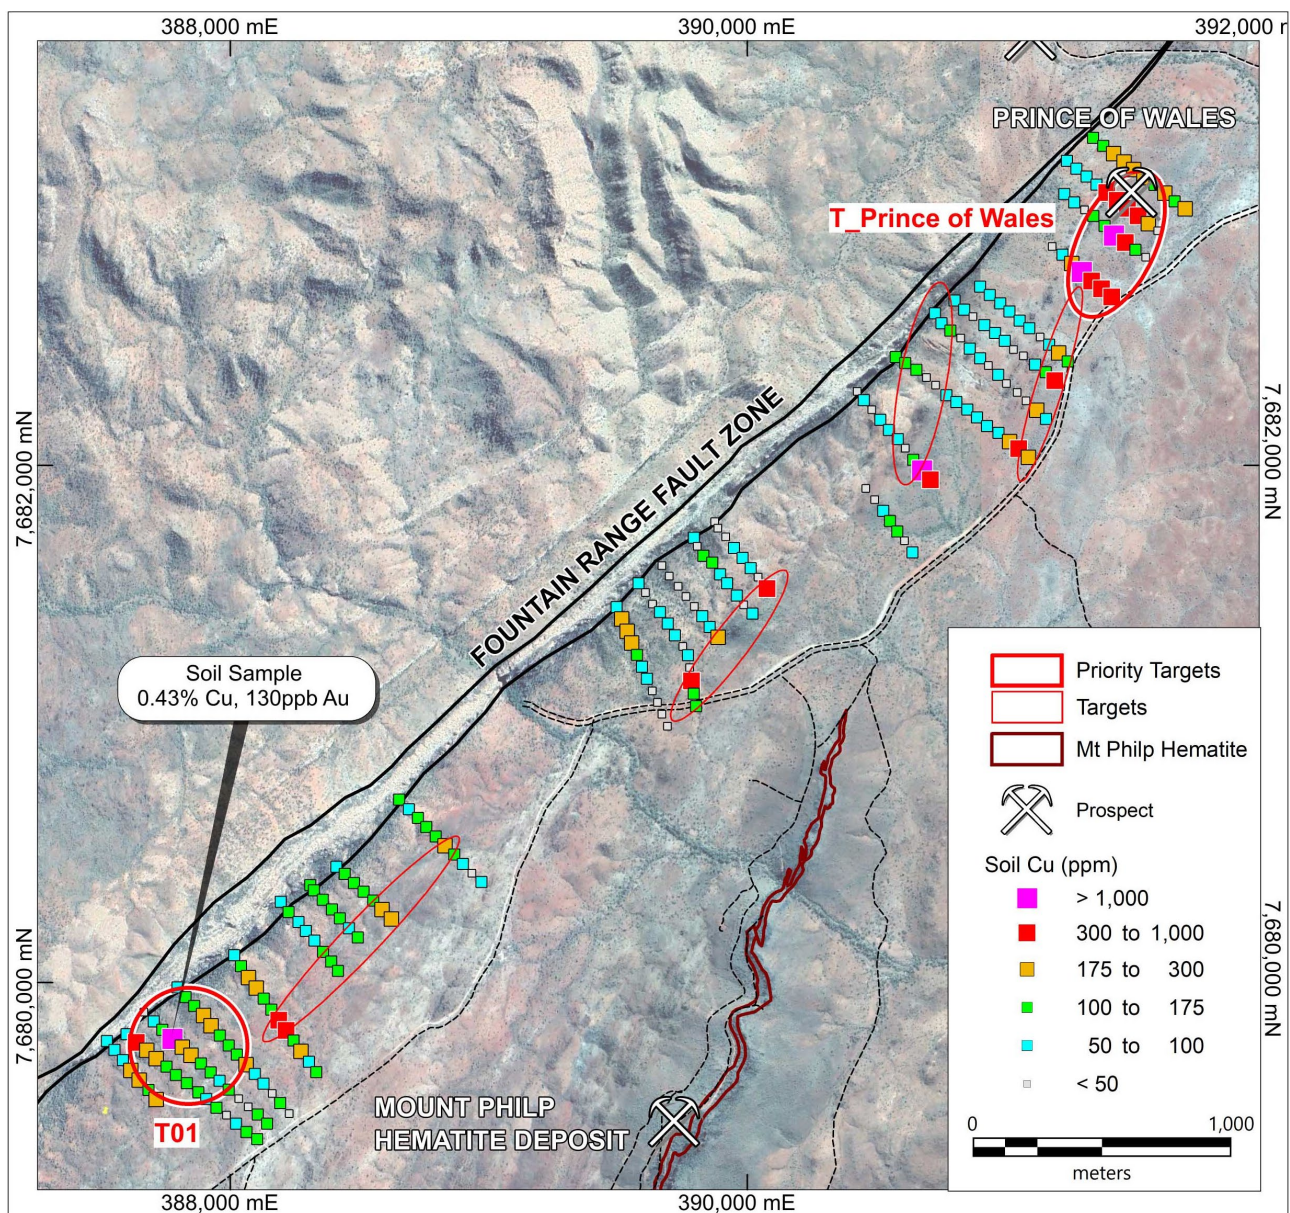 388,000 mE
390,000 mE
392,000 r
PRINCE OF WALES
T_Prince of Wales
7,682,000 mN
7,682,000 mN
FOUNTAIN RANGE FAULT ZONE
Soil Sample
0.43% Cu, 130ppb Au
Priority Targets
Targets
Mt Philp Hematite
Prospect
Soil Cu (ppm)
> 1,000
300 to 1,000
175 to 300
100 to 175
50 to 100
< 50
0 1,000
meters
7,680,000 mN
7,680,000 mN
T01
MOUNT PHILP
HEMATITE DEPOSIT
388,000 mE
390,000 mE